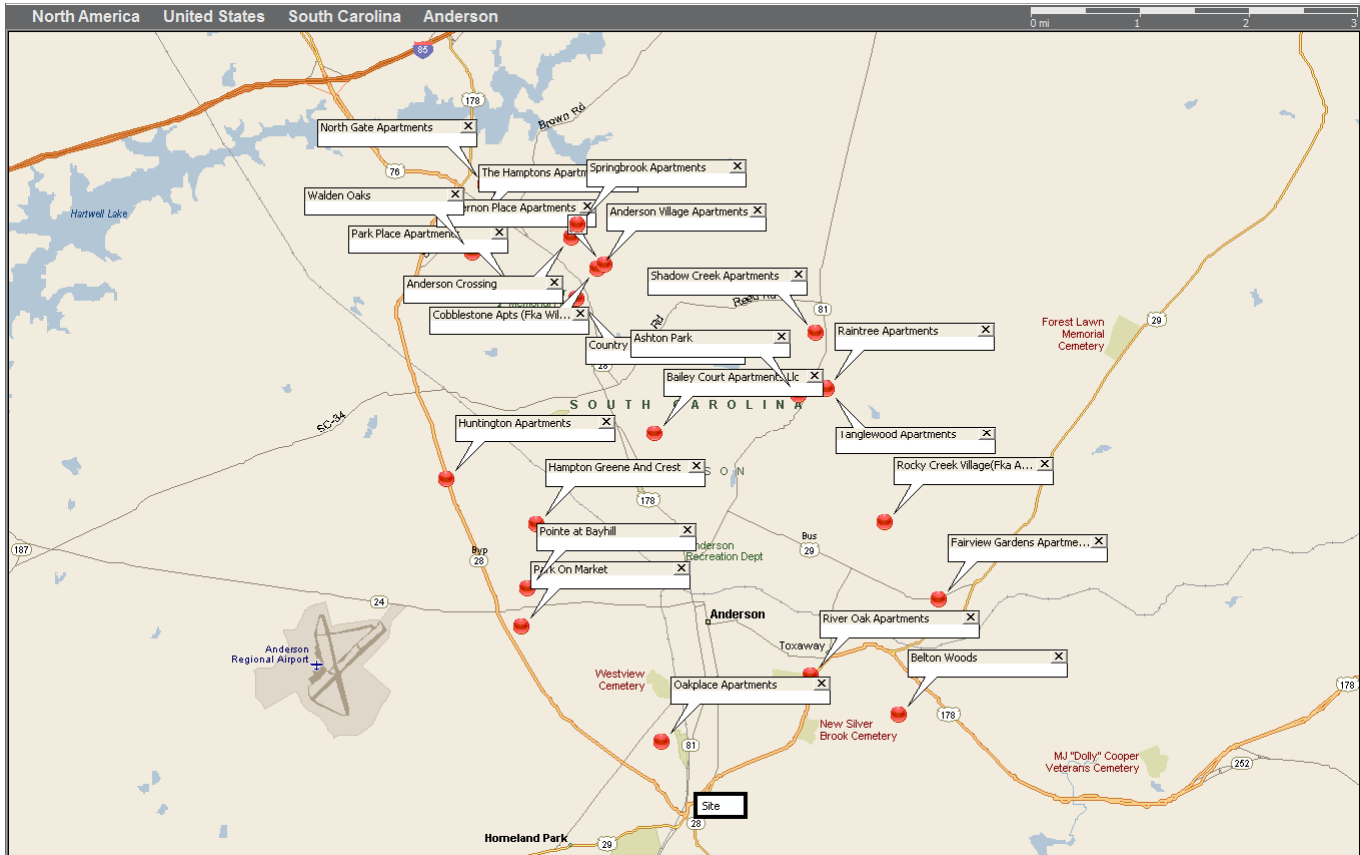 North America United States South Carolina Anderson
0 mi 1 2 3
85
178
Brown Rd
North Gate Apartments
Springbrook Apartments
76
The Hamptons Apartm
Walden Oaks
Hartwell Lake
ernon Place Apartments
Anderson Village Apartments
Park Place Apartment
Shadow Creek Apartments
Anderson Crossing
Reed Rd
Memorial
81
Cobblestone Apts (Fka Wil...
Rd
Forest Lawn
Memorial
Cemetery
29
Raintree Apartments
Ashton Park
Country
28
Bailey Court Apartments Llc
SOUTH CAROLINA
SC-34
Huntington Apartments
Tanglewood Apartments
Hampton Greene And Crest
SON
Rocky Creek Village(Fka A...
178
Pointe at Bayhill
Bus
29
Fairview Gardens Apartme...
187
Byp
28
Anderson
Recreation Dept
Park On Market
24
Anderson
River Oak Apartments
Toxaway
Anderson
Regional Airport
Belton Woods
Westview
Cemetery
Oakplace Apartments
178
178
New Silver
Brook Cemetery
81
MJ "Dolly" Cooper
Veterans Cemetery
252
Site
28
Homeland Park
29